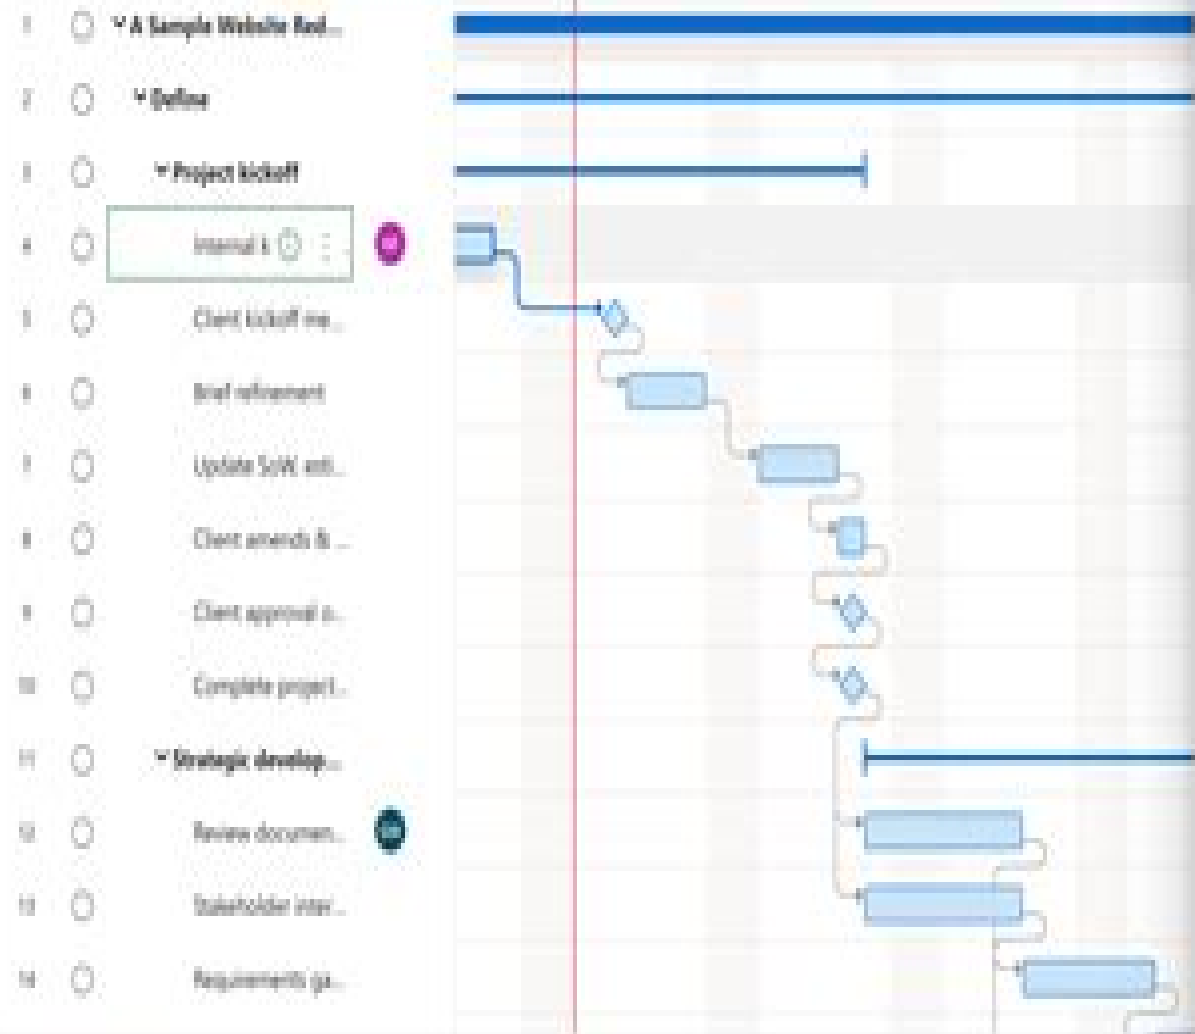 1 A Sample Website Red...
2 Define
3 Project kickoff
4 Internal k
5 Client kickoff me...
6 Brief refinement
7 Update SoW, esti...
8 Client amends & ...
9 Client approval o...
10 Complete project...
11 Strategic develop...
12 Review documen...
13 Stakeholder inter...
14 Requirements ga...